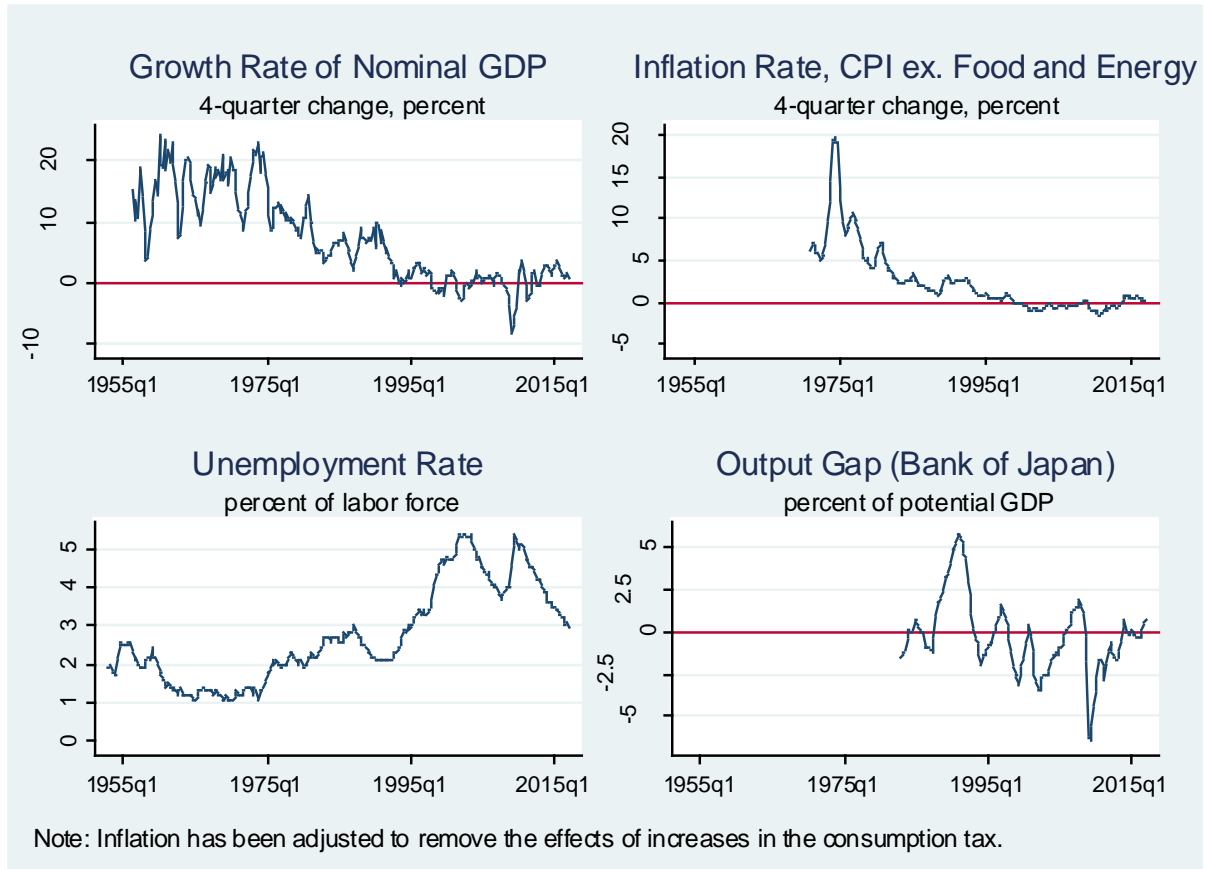 Growth Rate of Nominal GDP
4-quarter change, percent
20
10
0
-10
1955q1 1975q1 1995q1 2015q1
Inflation Rate, CPI ex. Food and Energy
4-quarter change, percent
20
15
10
5
0
-5
1955q1 1975q1 1995q1 2015q1
Unemployment Rate
percent of labor force
5
4
3
2
1
0
1955q1 1975q1 1995q1 2015q1
Output Gap (Bank of Japan)
percent of potential GDP
5
2.5
0
-2.5
-5
1955q1 1975q1 1995q1 2015q1
Note: Inflation has been adjusted to remove the effects of increases in the consumption tax.